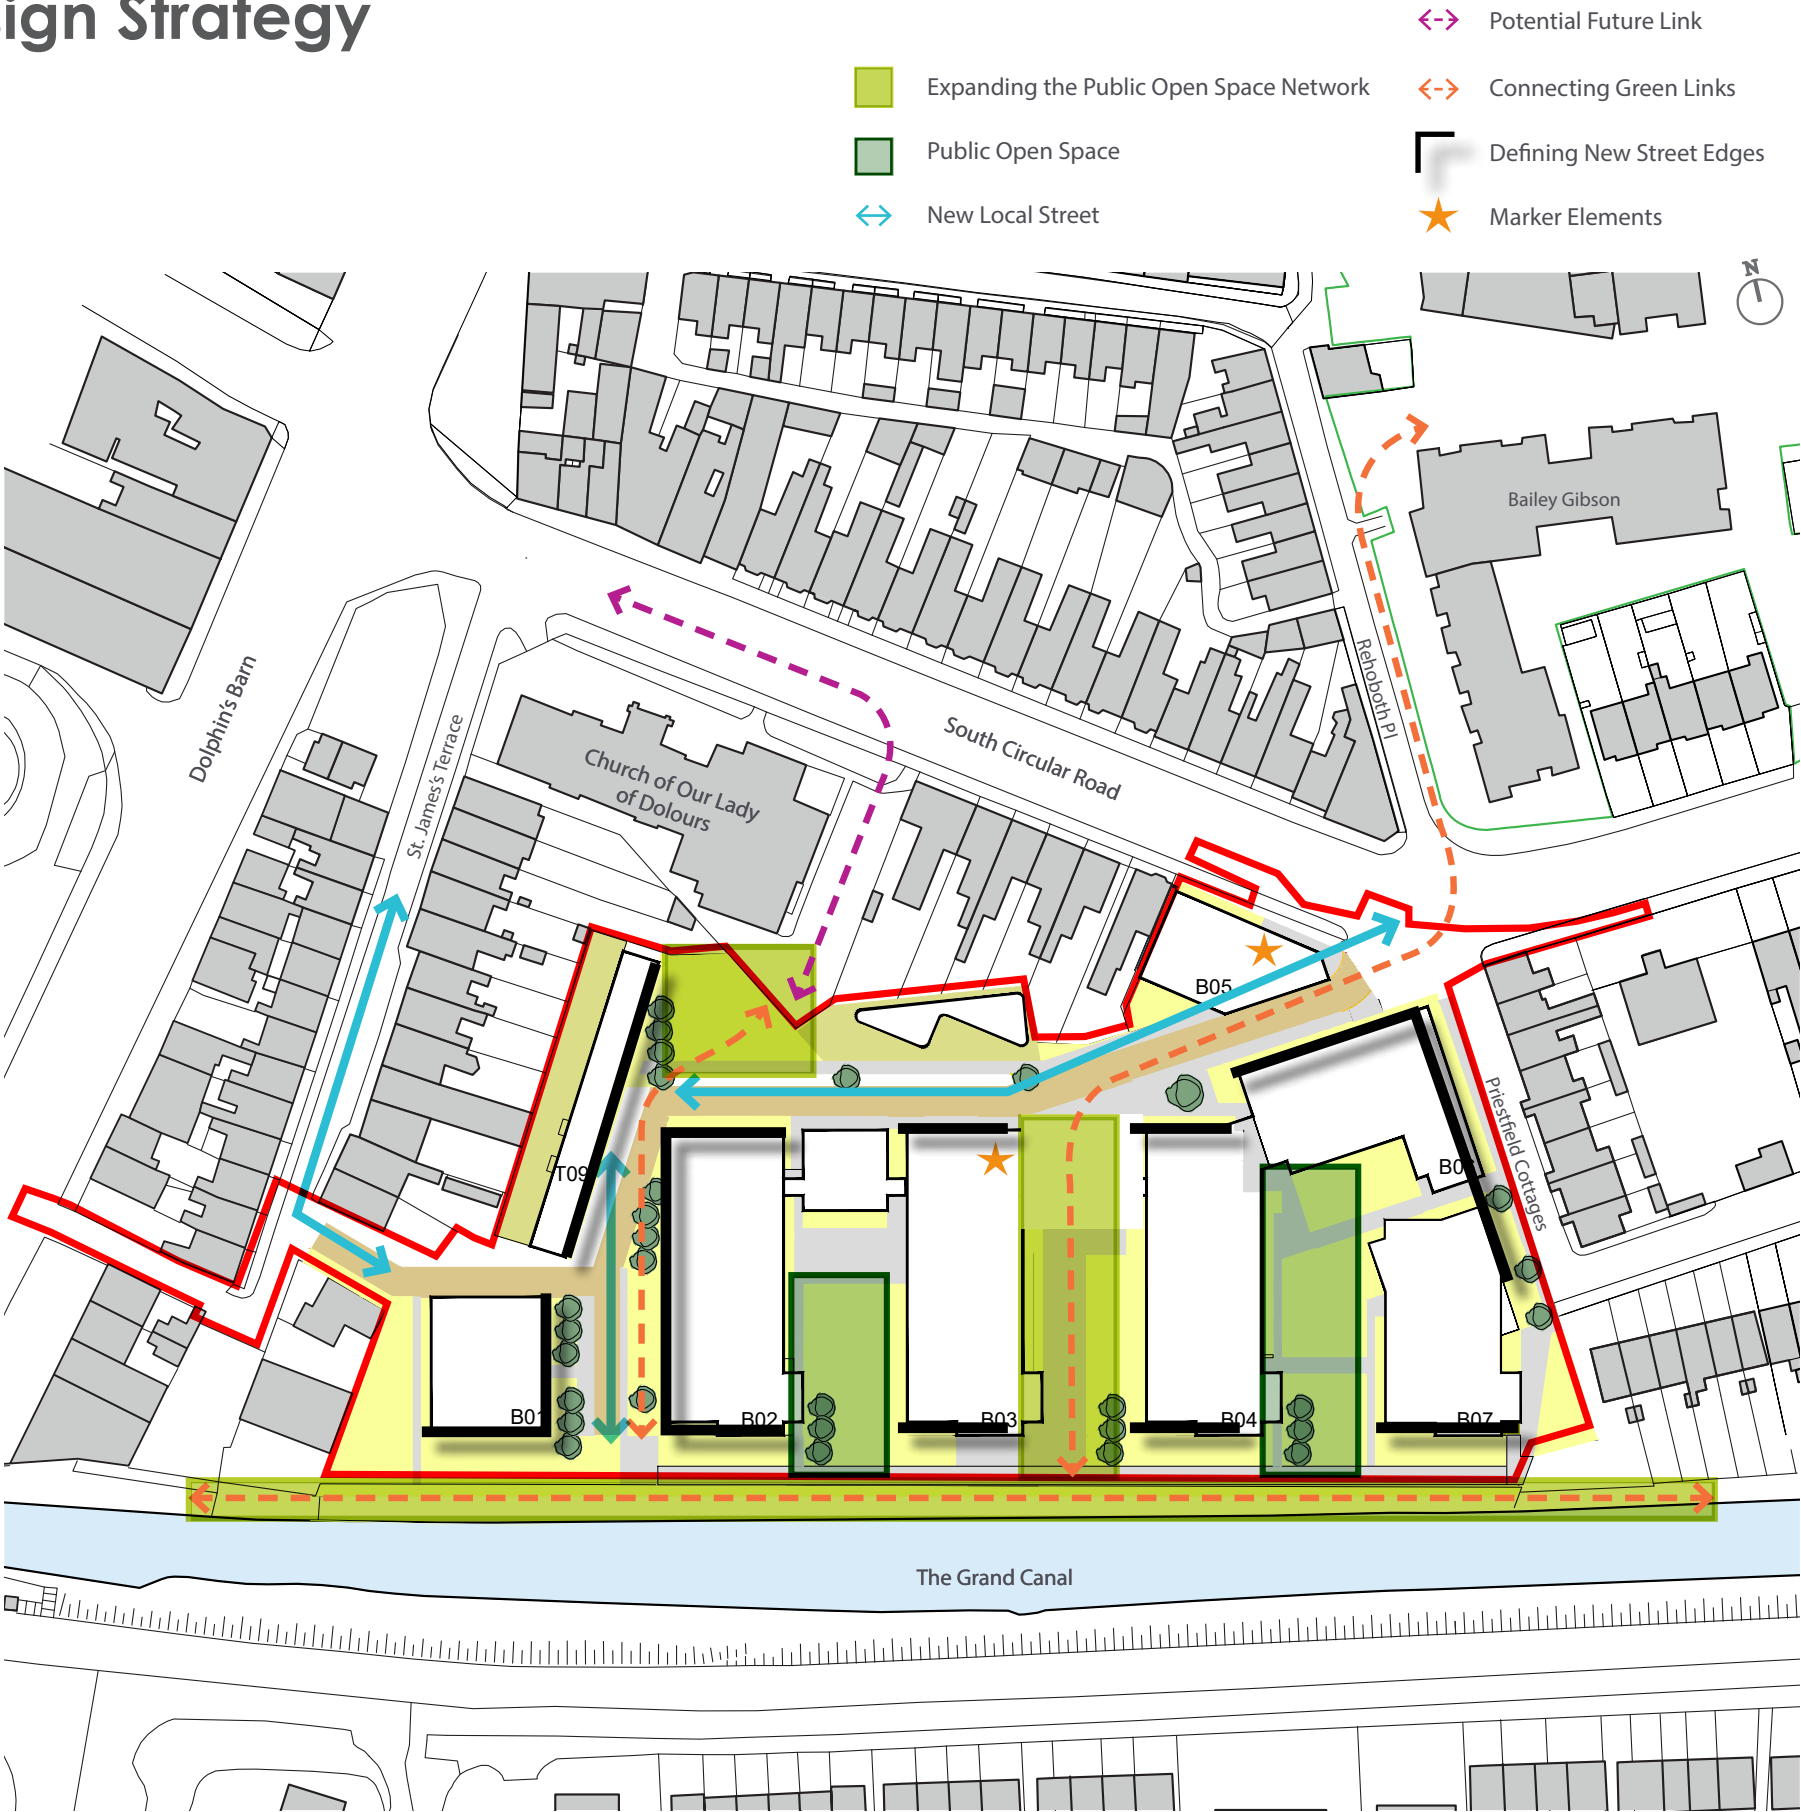 ign Strategy
Potential Future Link
Expanding the Public Open Space Network
Connecting Green Links
Public Open Space
Defining New Street Edges
New Local Street
Marker Elements
N
Bailey Gibson
Dolphin's Barn
St. James's Terrace
Church of Our Lady
of Dolours
South Circular Road
Rehoboth Pl
B05
Priestfield Cottages
T09
B01
B02
B03
B04
B07
The Grand Canal